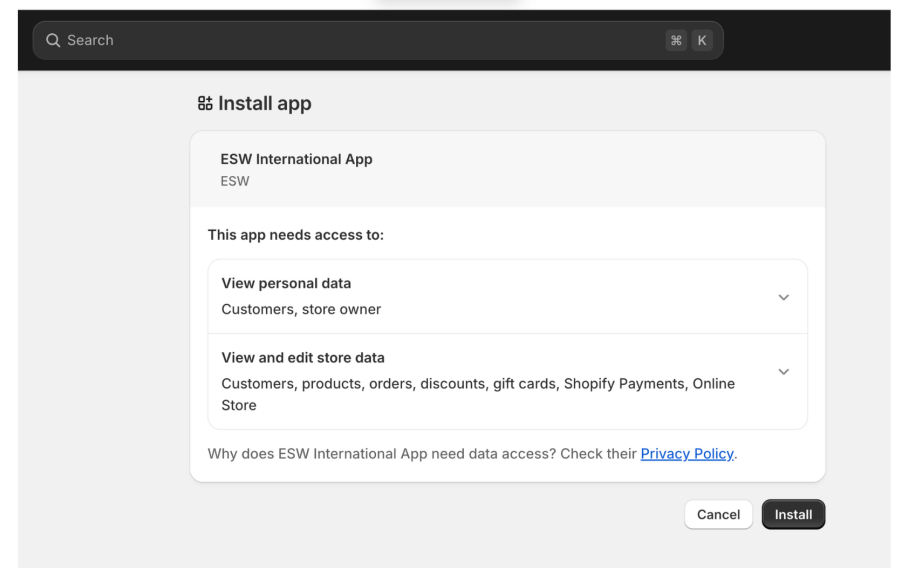 Search
⌘ K
Install app
ESW International App
ESW
This app needs access to:
View personal data
Customers, store owner
View and edit store data
Customers, products, orders, discounts, gift cards, Shopify Payments, Online
Store
Why does ESW International App need data access? Check their Privacy Policy.
Cancel
Install